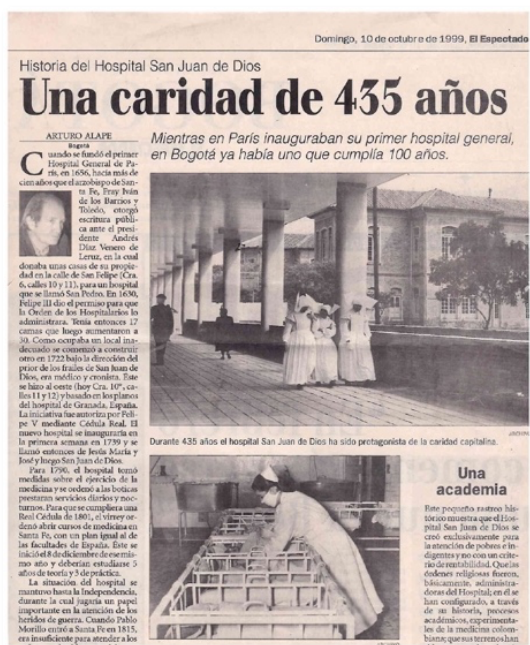 Domingo, 10 de octubre de 1999, El Espectado
Historia del Hospital San Juan de Dios
Una caridad de 435 años
ARTURO ALAPE
Bogotá
Cuando se fundó el primer
Hospital General de Pa-
rís, en 1656, hacía más de
cien años que el arzobispo de San-
ta Fe, Fray Iván
de los Barrios y
Toledo, otorgó
escritura públi-
ca ante el presi-
dente Andrés
Díaz Venero de
Leruz, en la cual
donaba unas casas de su propie-
dad en la calle de San Felipe (Cra.
6, calles 10 y 11), para un hospital
que se llamó San Pedro. En 1630,
Felipe III dio el permiso para que
la Orden de los Hospitalarios lo
administrara. Tenía entonces 17
camas que luego aumentaron a
50. Como ocupaba un local ina-
decuado se comenzó a construir
otro en 1722 bajo la dirección del
prior de los frailes de San Juan de
Dios, era médico y cronista. Este
se hizo al oeste (hoy Cra. 10ª, ca-
lles 11 y 12) y basado en los planos
del hospital de Granada, España.
La iniciativa fue autoriza por Feli-
pe V mediante Cédula Real. El
nuevo hospital se inauguraría en
la primera semana en 1739 y se
llamó entonces de Jesús María y
José y luego San Juan de Dios.
Para 1790, el hospital tomó
medidas sobre el ejercicio de la
medicina y se ordenó a las boticas
prestaran servicios diarios y noc-
turnos. Para que se cumpliera una
Real Cédula de 1801, el virrey or-
denó abrir cursos de medicina en
Santa Fe, con un plan igual al de
las facultades de España. Éste se
inició el 8 de diciembre de ese mis-
mo año y deberían estudiarse 5
años de teoría y 3 de práctica.
La situación del hospital se
mantuvo hasta la Independencia,
durante la cual jugaría un papel
importante en la atención de los
heridos de guerra. Cuando Pablo
Morillo entró a Santa Fe en 1815,
era insuficiente para atender a los
Mientras en París inauguraban su primer hospital general,
en Bogotá ya había uno que cumplía 100 años.
Durante 435 años el hospital San Juan de Dios ha sido protagonista de la caridad capitalina.
Una
academia
Este pequeño rastreo his-
tórico muestra que el Hos-
pital San Juan de Dios se
creó exclusivamente para
la atención de pobres e in-
digentes y no con un crite-
rio de rentabilidad. Que las
órdenes religiosas fueron,
básicamente, administra-
doras del Hospital; en él se
han configurado, a través
de su historia, procesos
académicos, experimenta-
les de la medicina colom-
biana; que sus terrenos han